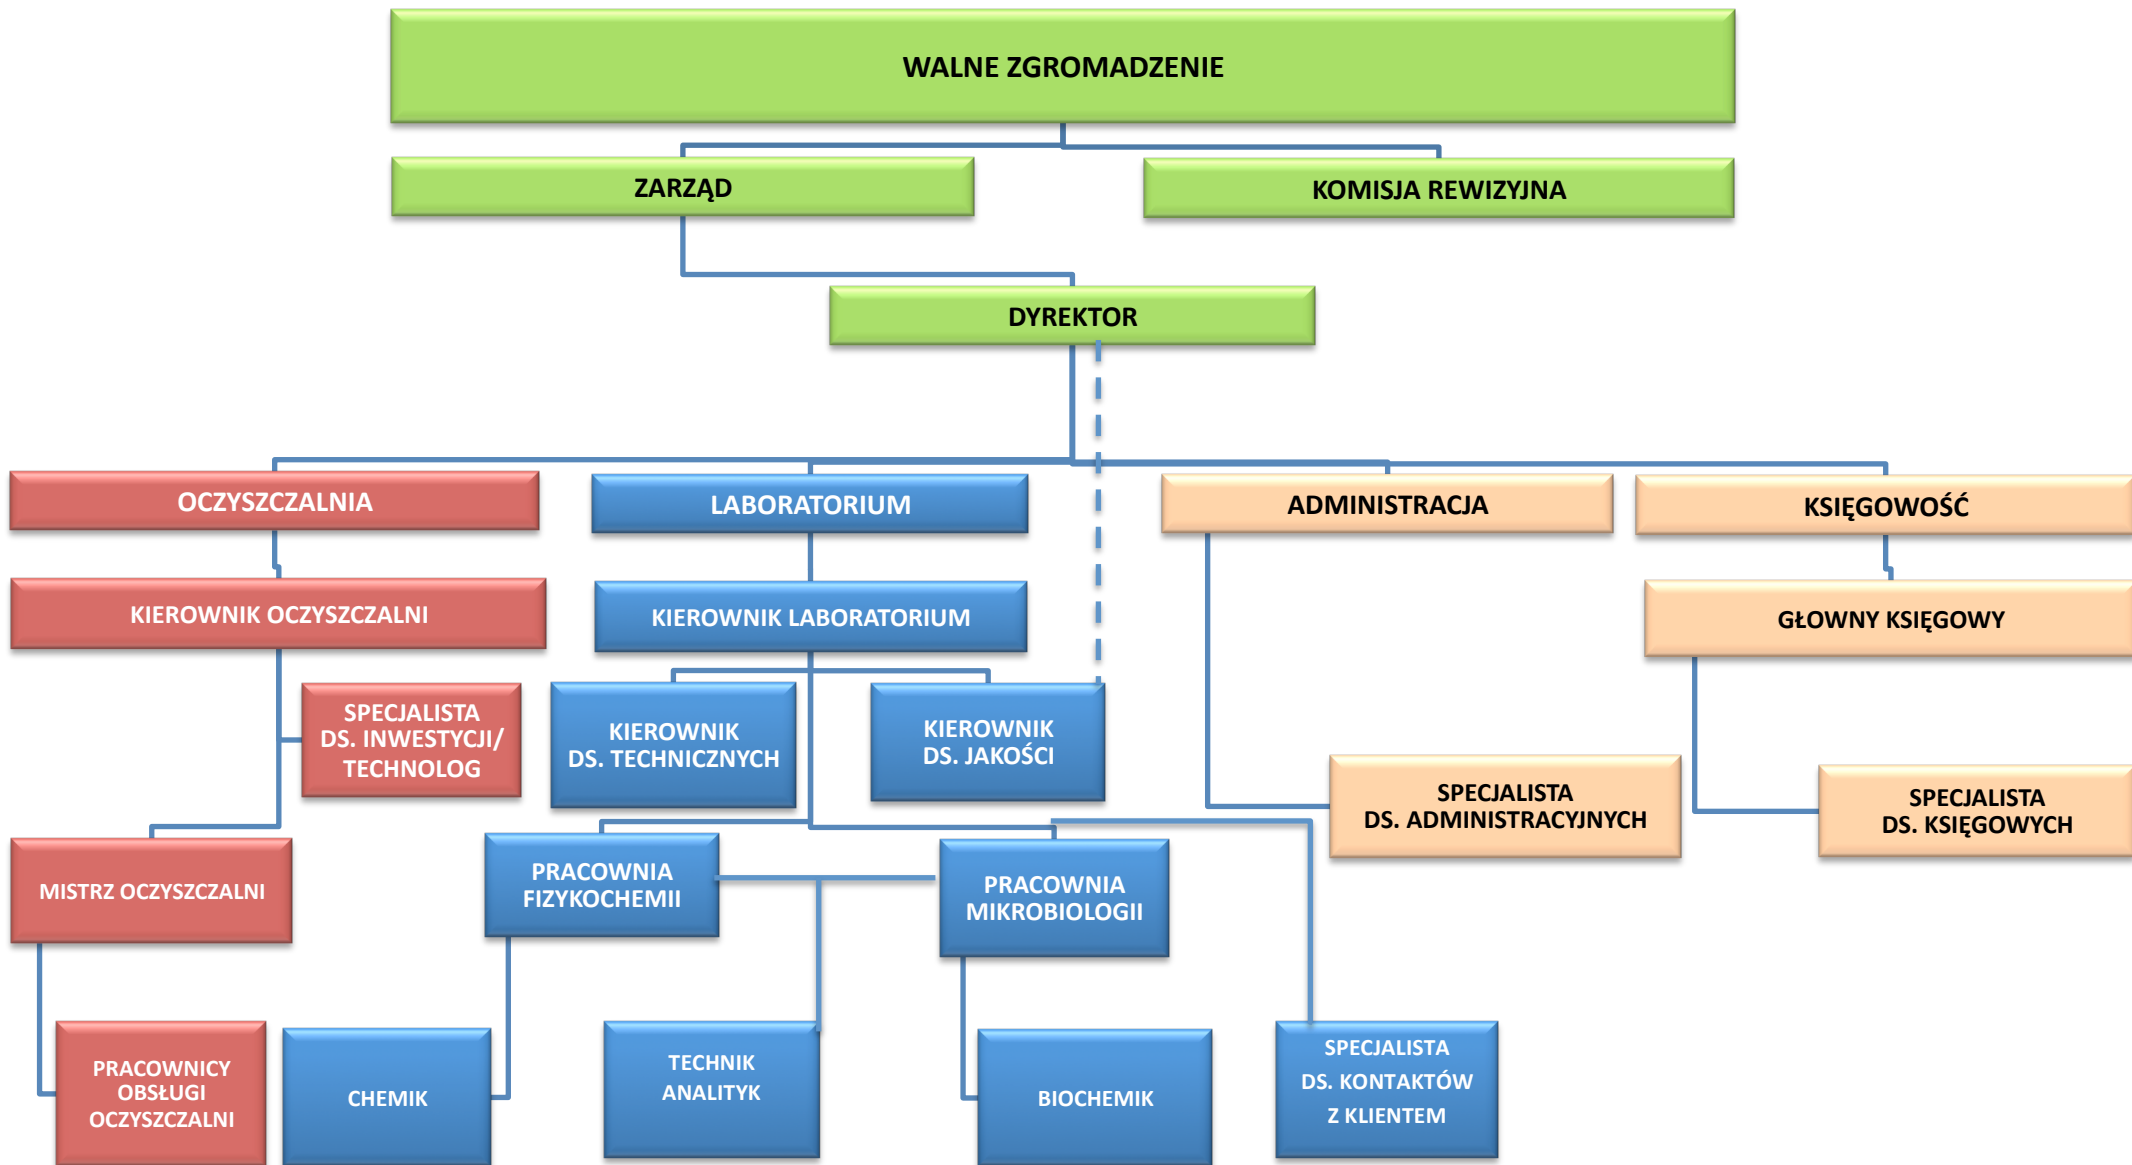 WALNE ZGROMADZENIE
ZARZĄD
KOMISJA REWIZYJNA
DYREKTOR
OCZYSZCZALNIA
LABORATORIUM
ADMINISTRACJA
KSIĘGOWOŚĆ
KIEROWNIK OCZYSZCZALNI
KIEROWNIK LABORATORIUM
GŁOWNY KSIĘGOWY
SPECJALISTA
DS. INWESTYCJI/
TECHNOLOG
KIEROWNIK
DS. TECHNICZNYCH
KIEROWNIK
DS. JAKOŚCI
SPECJALISTA
DS. ADMINISTRACYJNYCH
SPECJALISTA
DS. KSIĘGOWYCH
MISTRZ OCZYSZCZALNI
PRACOWNIA
FIZYKOCHEMII
PRACOWNIA
MIKROBIOLOGII
PRACOWNICY
OBSŁUGI
OCZYSZCZALNI
CHEMIK
TECHNIK
ANALITYK
BIOCHEMIK
SPECJALISTA
DS. KONTAKTÓW
Z KLIENTEM